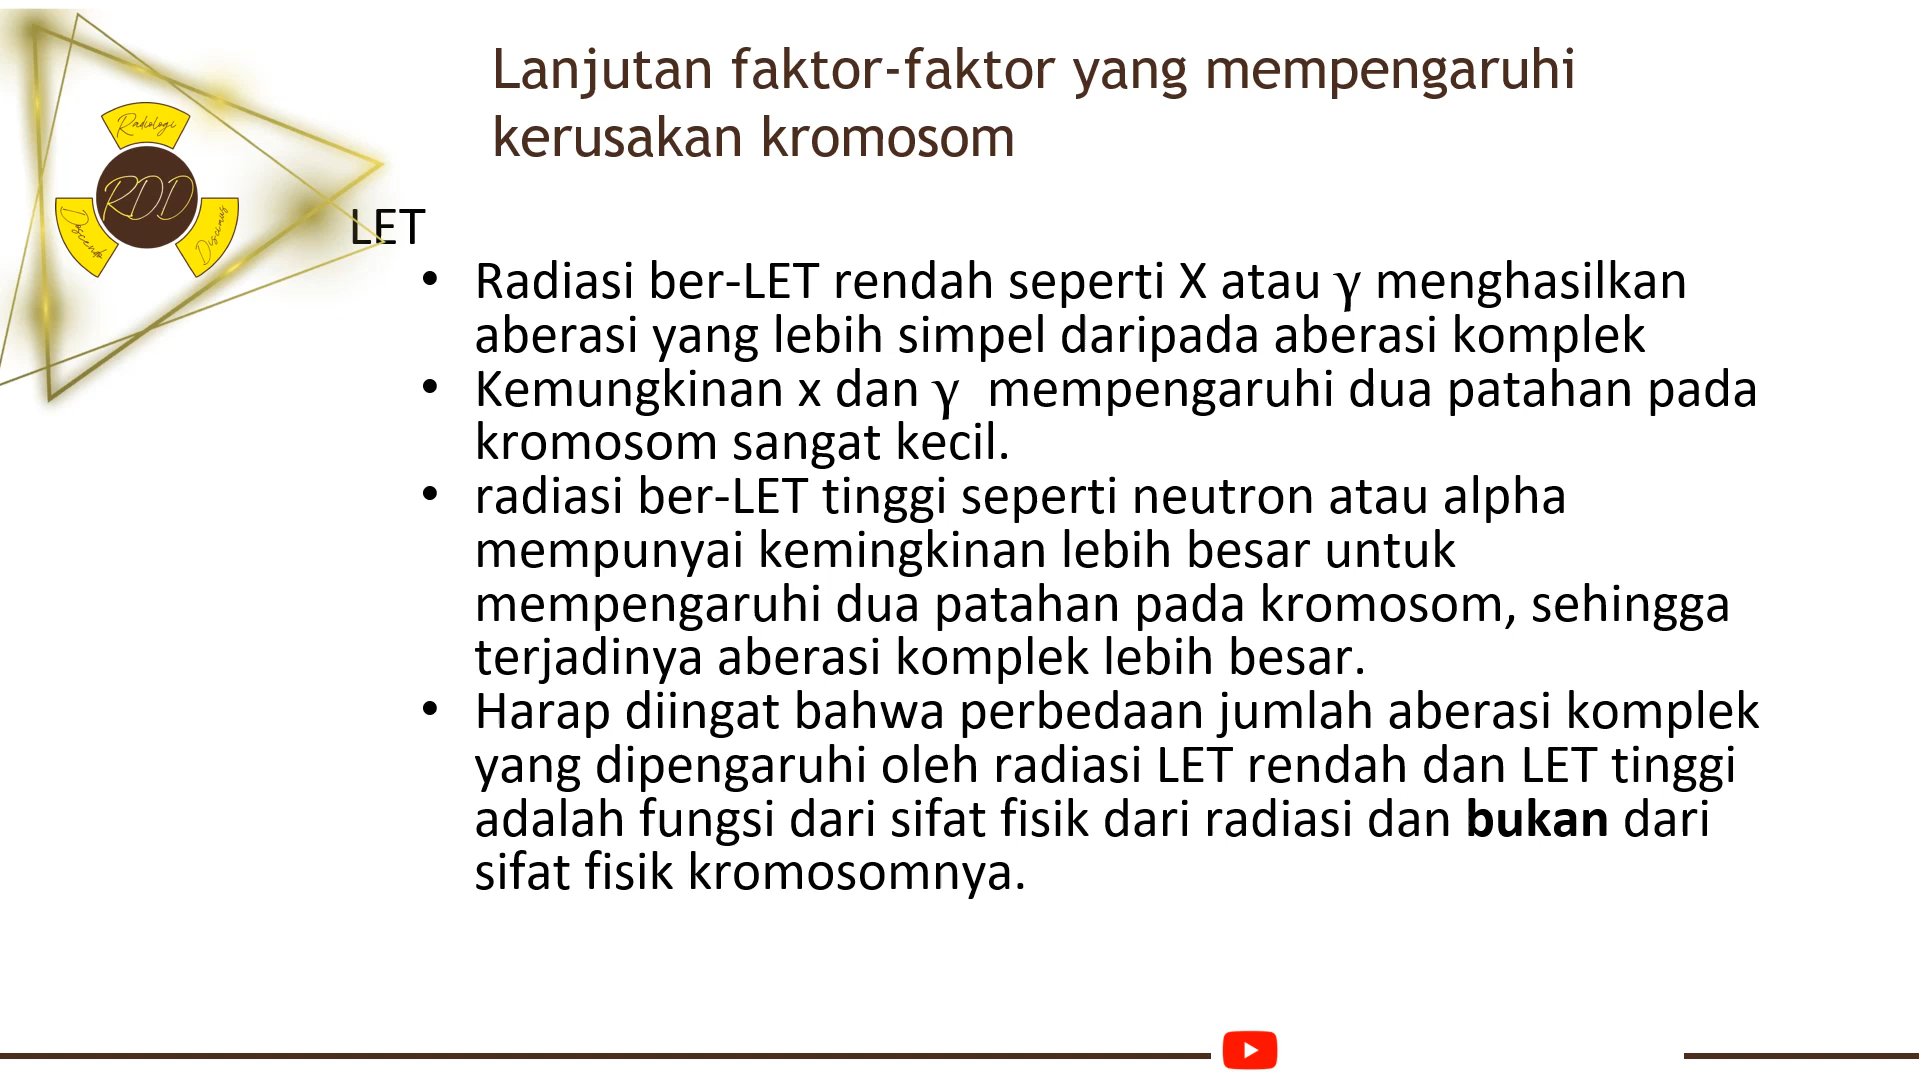 Lanjutan faktor-faktor yang mempengaruhi
kerusakan kromosom
Radiologi
RDD
Doscendo
Discimus
LET
• Radiasi ber-LET rendah seperti X atau γ menghasilkan
aberasi yang lebih simpel daripada aberasi komplek
• Kemungkinan x dan γ  mempengaruhi dua patahan pada
kromosom sangat kecil.
• radiasi ber-LET tinggi seperti neutron atau alpha
mempunyai kemingkinan lebih besar untuk
mempengaruhi dua patahan pada kromosom, sehingga
terjadinya aberasi komplek lebih besar.
• Harap diingat bahwa perbedaan jumlah aberasi komplek
yang dipengaruhi oleh radiasi LET rendah dan LET tinggi
adalah fungsi dari sifat fisik dari radiasi dan bukan dari
sifat fisik kromosomnya.